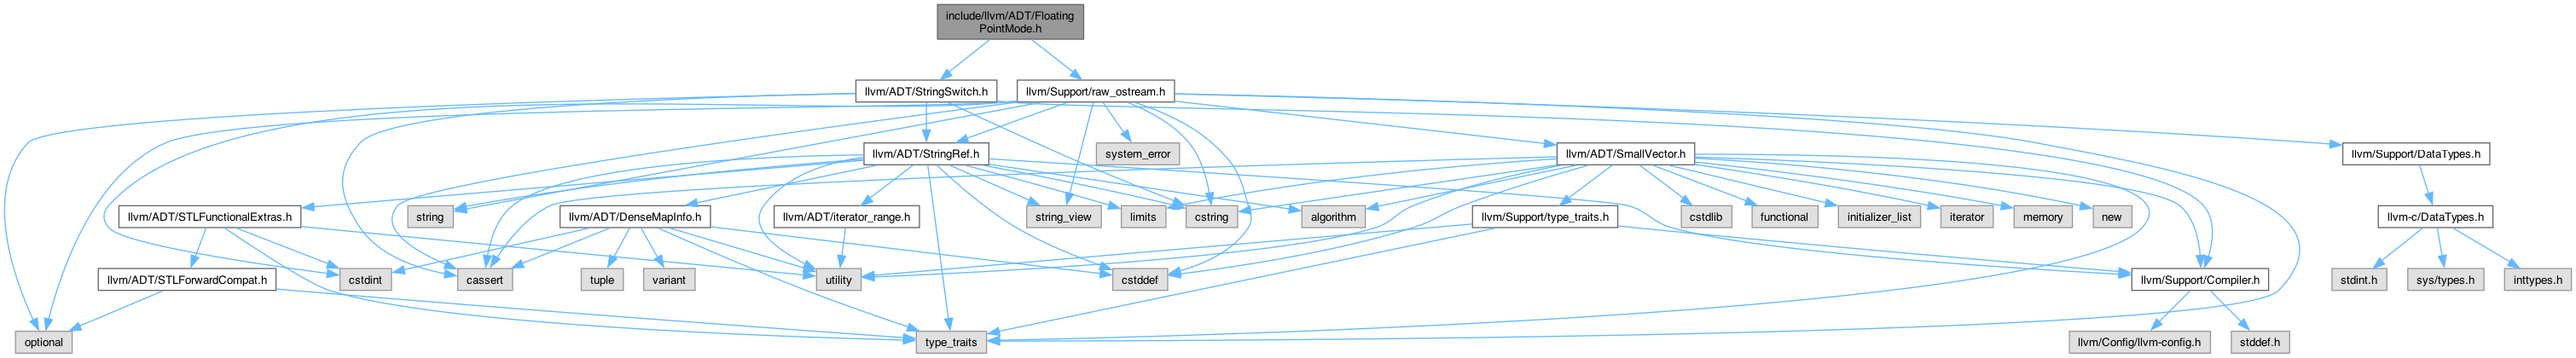 include/llvm/ADT/Floating
PointMode.h
llvm/ADT/StringSwitch.h
llvm/Support/raw_ostream.h
llvm/ADT/StringRef.h
system_error
llvm/ADT/SmallVector.h
llvm/Support/DataTypes.h
llvm/ADT/STLFunctionalExtras.h
string
llvm/ADT/DenseMapInfo.h
llvm/ADT/iterator_range.h
string_view
limits
cstring
algorithm
llvm/Support/type_traits.h
cstdlib
functional
initializer_list
iterator
memory
new
llvm-c/DataTypes.h
llvm/ADT/STLForwardCompat.h
cstdint
cassert
tuple
variant
utility
cstddef
llvm/Support/Compiler.h
stdint.h
sys/types.h
inttypes.h
optional
type_traits
llvm/Config/llvm-config.h
stddef.h